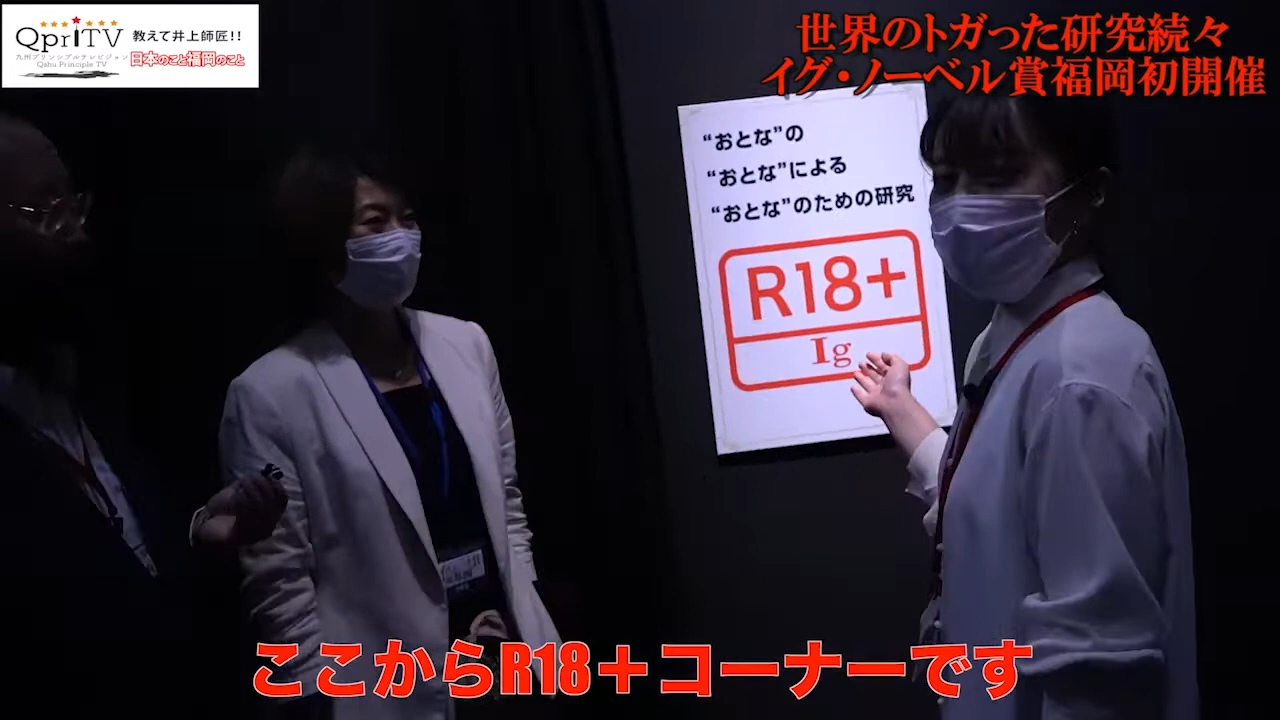 QpriTV
教えて井上師匠!!
九州プリンシプルテレビジョン
Qshu Principle TV
日本のこと福岡のこと
世界のトガった研究続々
イグ・ノーベル賞福岡初開催
“おとな”の
“おとな”による
“おとな”のための研究
R18+
Ig
ここからR18＋コーナーです